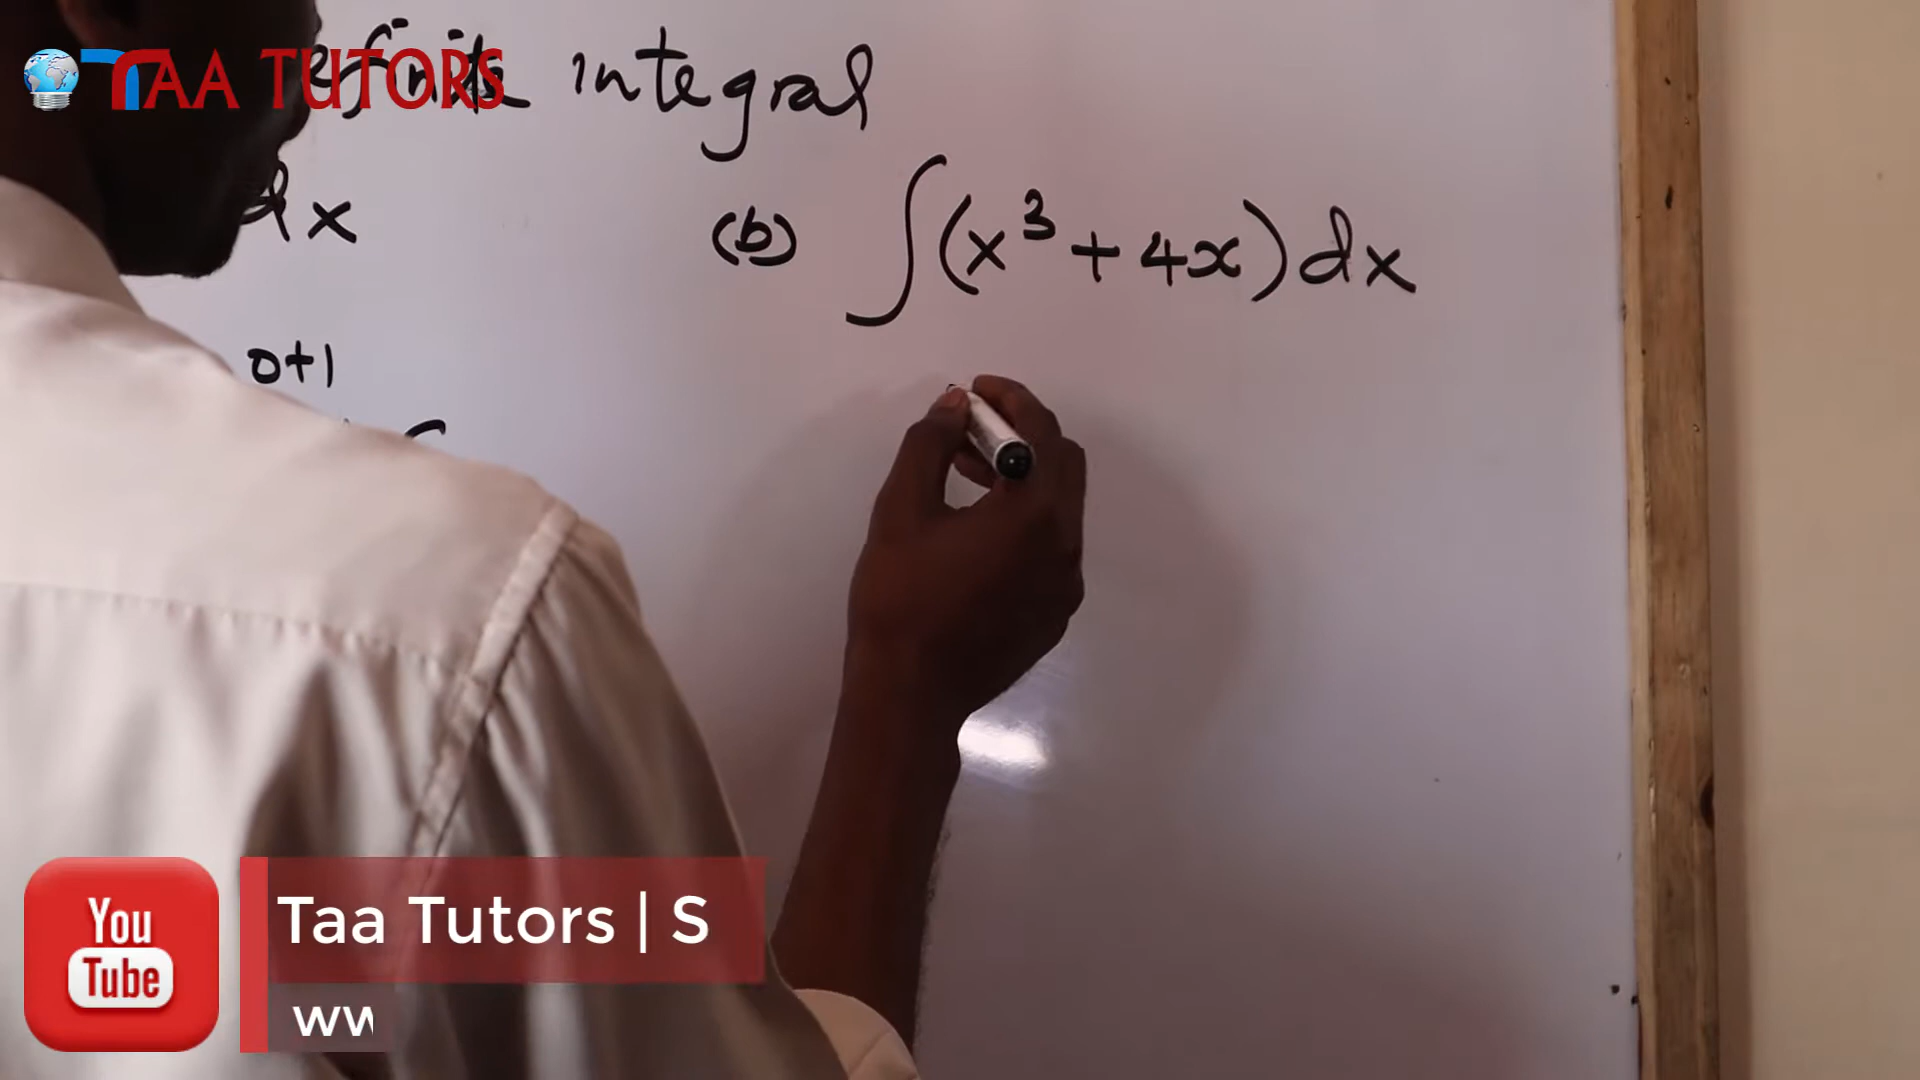 TAA TUTORS
integral
dx
(b) ∫(x³ + 4x)dx
0+1
You
Tube
Taa Tutors | S
ww